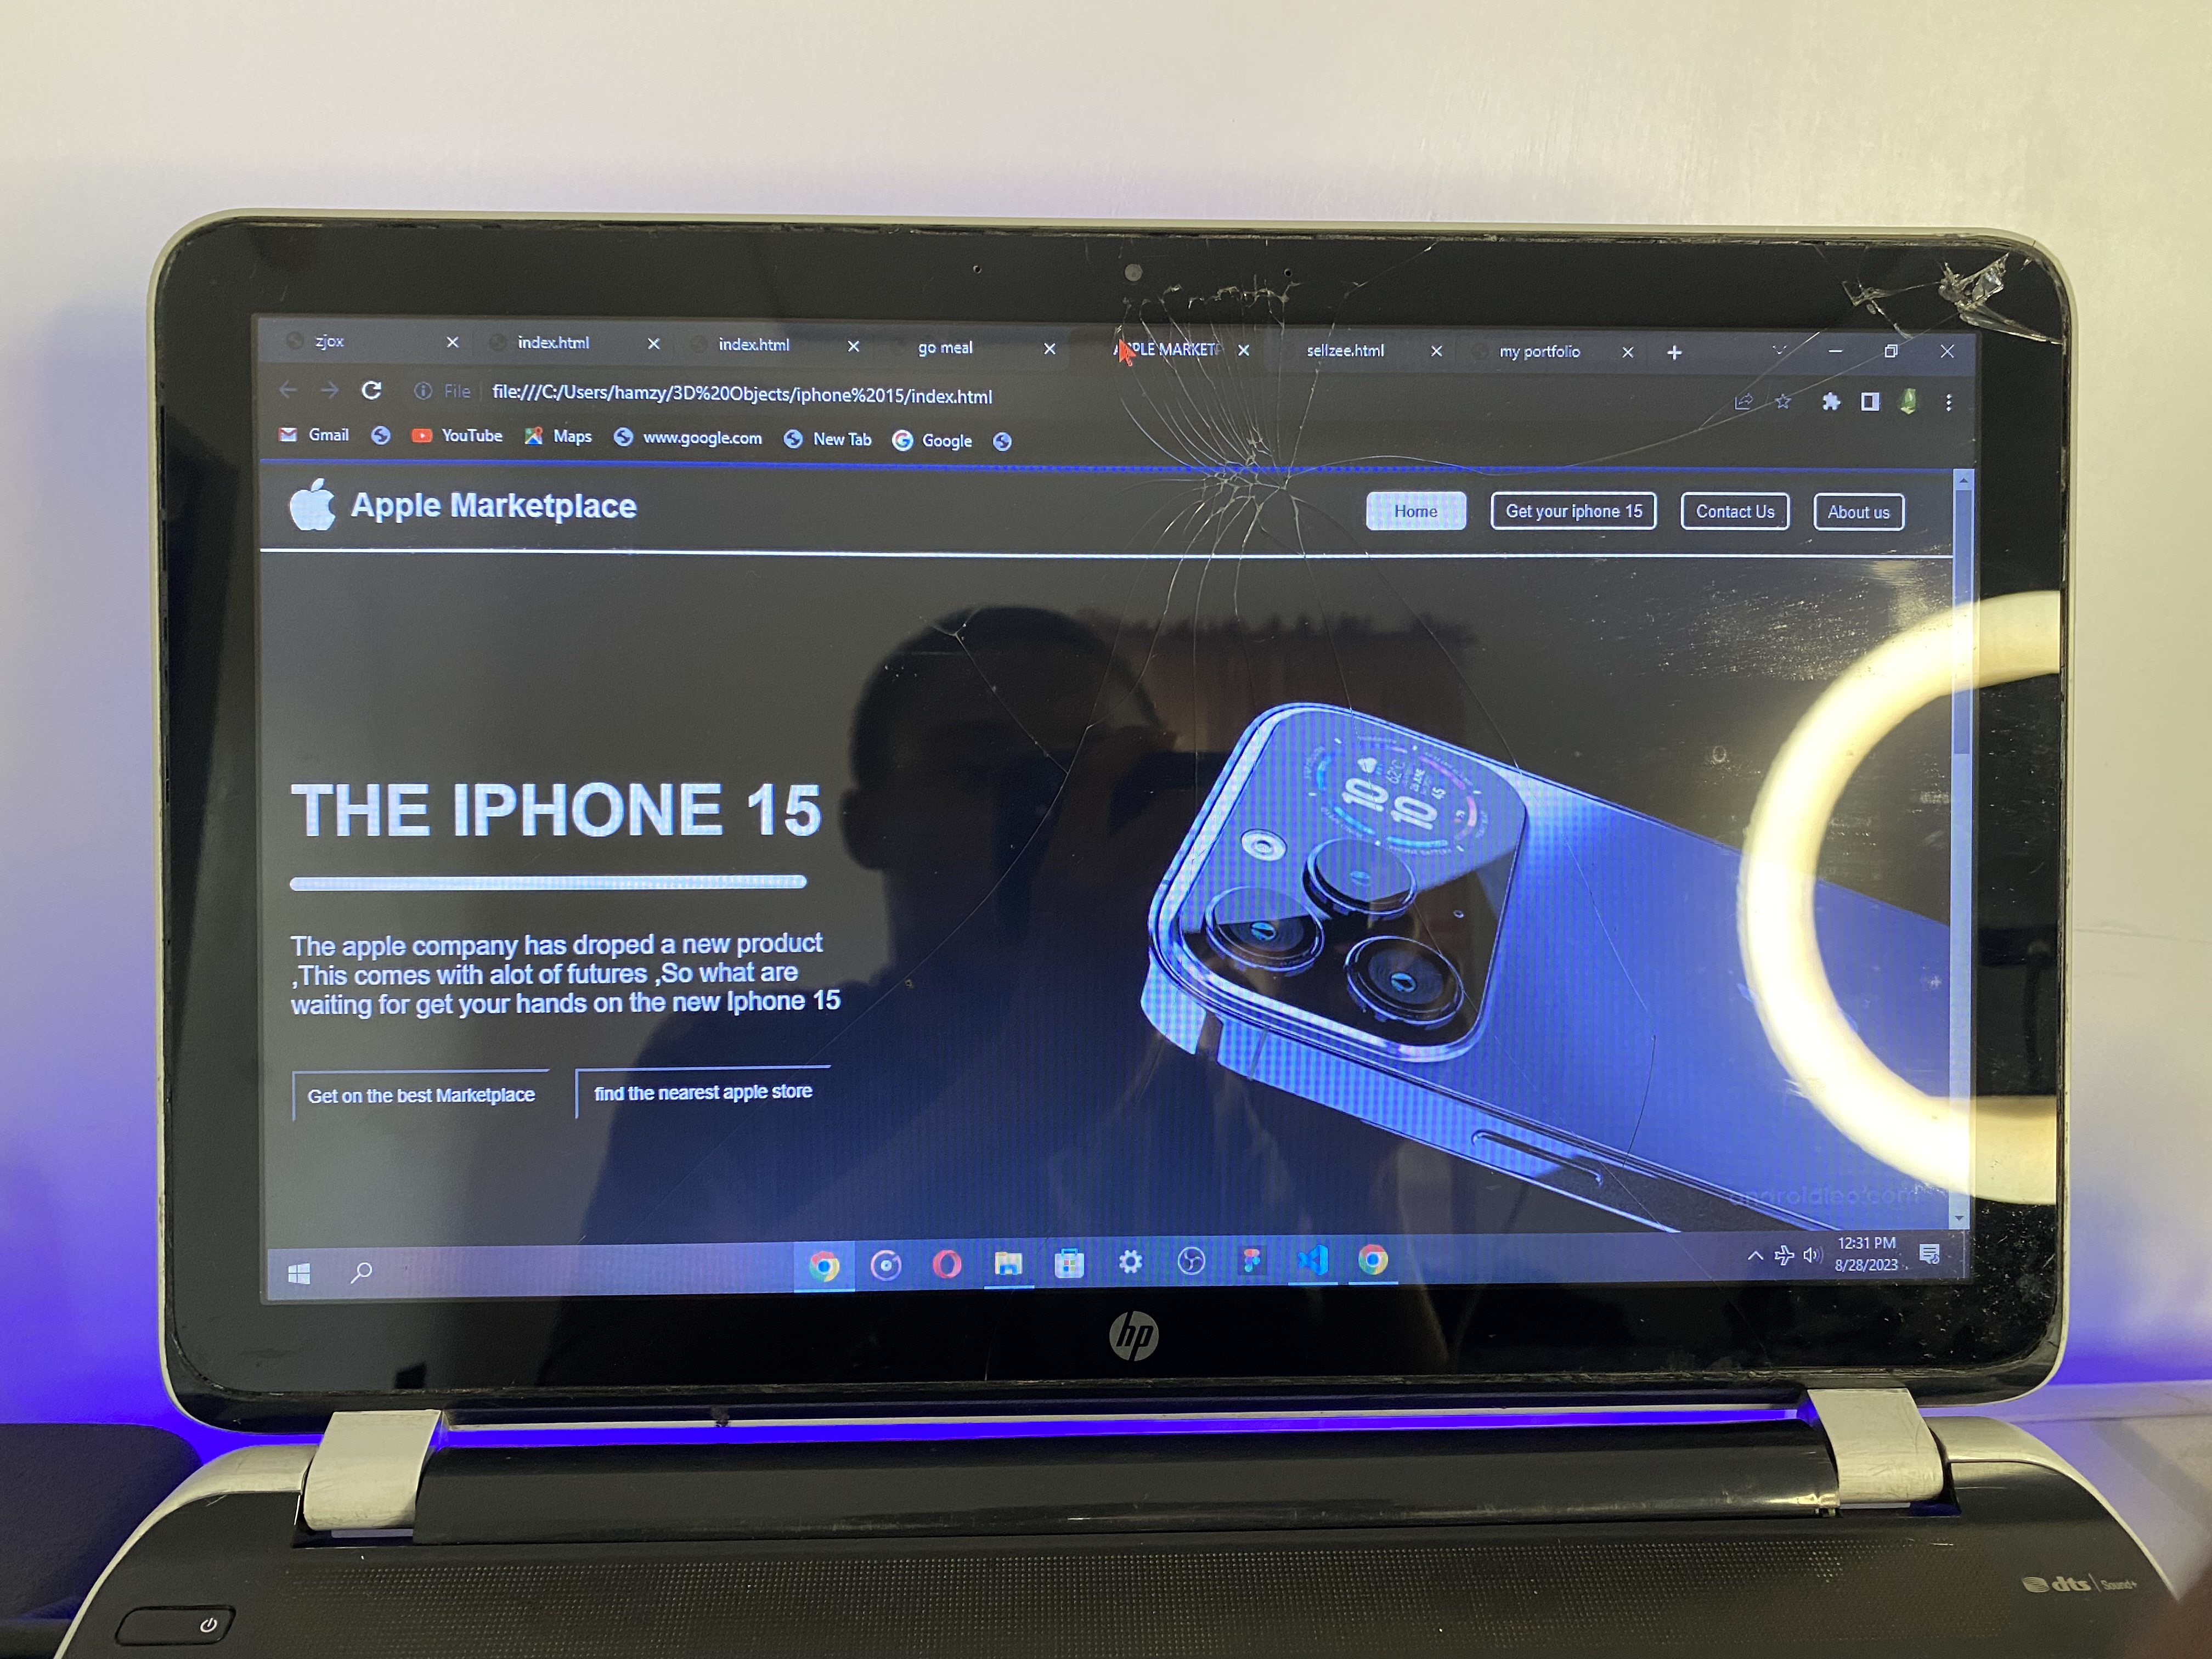 zjox
index.html
index.html
go meal
APPLE MARKET
sellzee.html
my portfolio
File
file:///C:/Users/hamzy/3D%20Objects/iphone%2015/index.html
Gmail
YouTube
Maps
www.google.com
New Tab
Google
Apple Marketplace
Home
Get your iphone 15
Contact Us
About us
THE IPHONE 15
The apple company has droped a new product
,This comes with alot of futures ,So what are
waiting for get your hands on the new Iphone 15
Get on the best Marketplace
find the nearest apple store
10
10
12:31 PM
8/28/2023
hp
dts Sound+